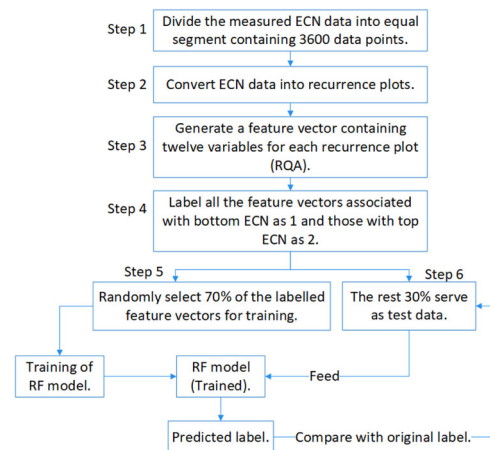 Step 1
Divide the measured ECN data into equal
segment containing 3600 data points.
Step 2
Convert ECN data into recurrence plots.
Step 3
Generate a feature vector containing
twelve variables for each recurrence plot
(RQA).
Step 4
Label all the feature vectors associated
with bottom ECN as 1 and those with top
ECN as 2.
Step 5
Step 6
Randomly select 70% of the labelled
feature vectors for training.
The rest 30% serve
as test data.
Training of
RF model.
RF model
(Trained).
Feed
Predicted label.
Compare with original label.